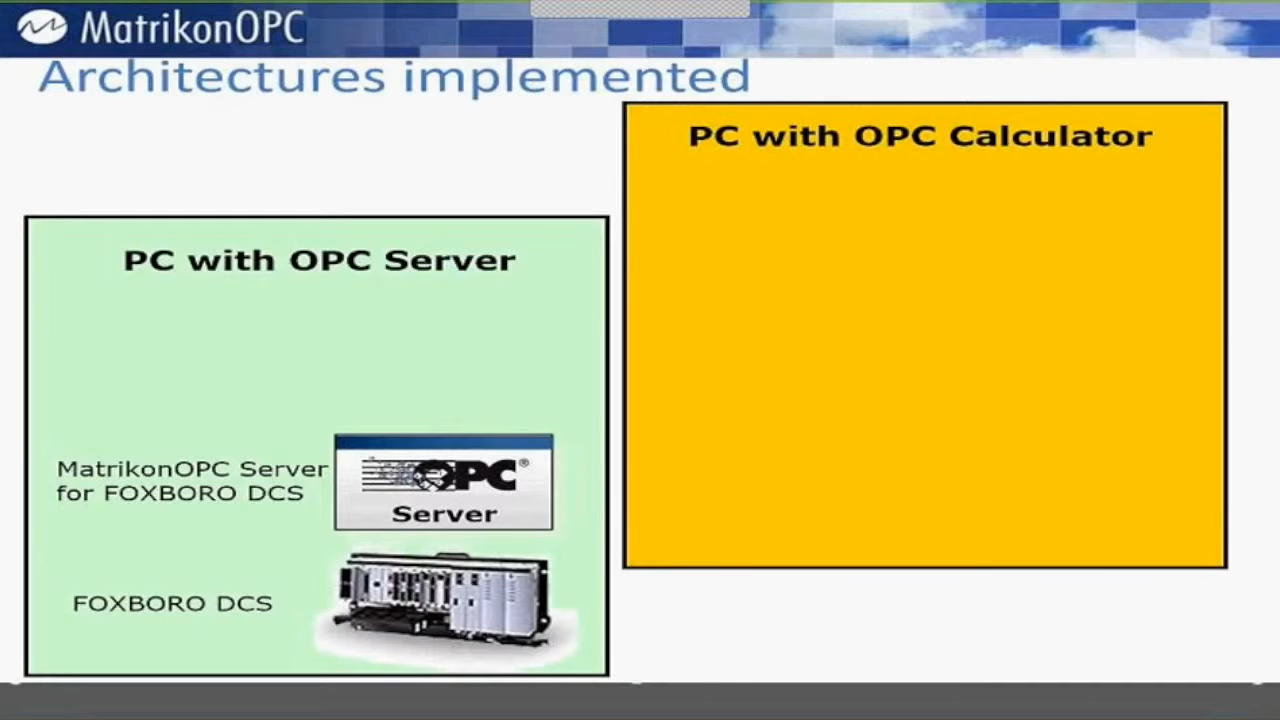 MatrikonOPC
Architectures implemented
PC with OPC Calculator
PC with OPC Server
MatrikonOPC Server
for FOXBORO DCS
OPC®
Server
FOXBORO DCS